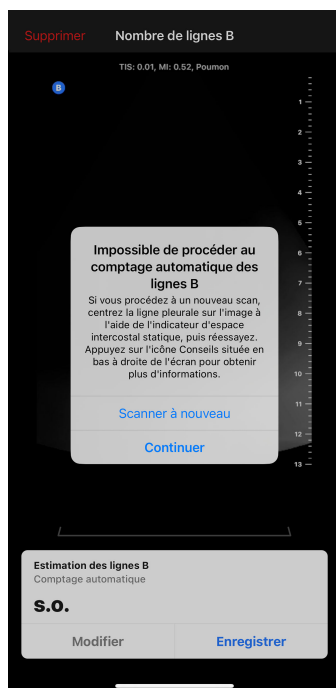 Supprimer Nombre de lignes B
TIS: 0.01, MI: 0.52, Poumon
B
1
2
3
4
5
6
7
8
9
10
11
12
13
Impossible de procéder au
comptage automatique des
lignes B
Si vous procédez à un nouveau scan,
centrez la ligne pleurale sur l'image à
l'aide de l'indicateur d'espace
intercostal statique, puis réessayez.
Appuyez sur l'icône Conseils située en
bas à droite de l'écran pour obtenir
plus d'informations.
Scanner à nouveau
Continuer
Estimation des lignes B
Comptage automatique
s.o.
Modifier Enregistrer